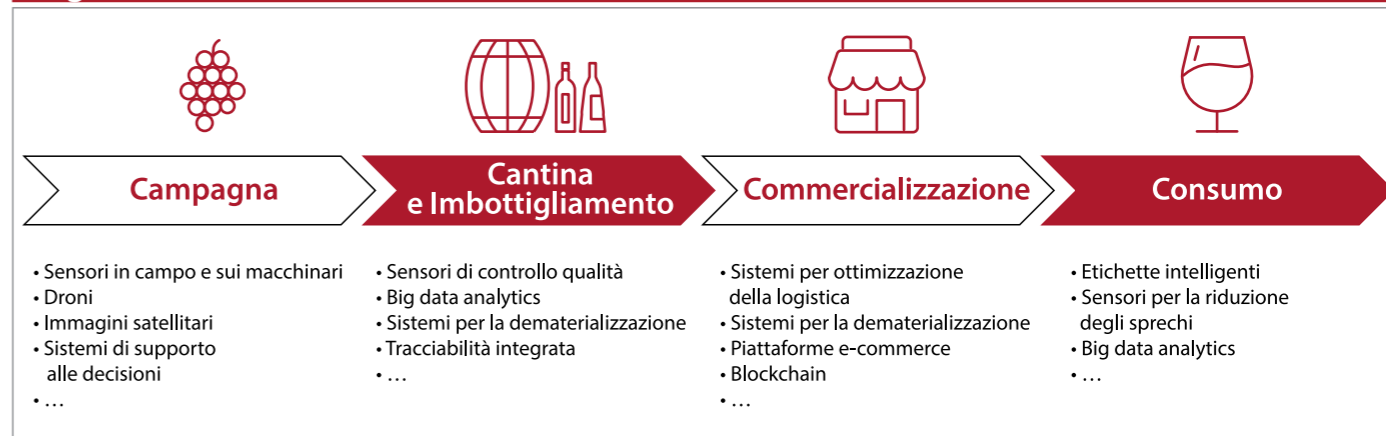 Campagna
Cantina
e Imbottigliamento
Commercializzazione
Consumo
• Sensori in campo e sui macchinari
• Droni
• Immagini satellitari
• Sistemi di supporto
alle decisioni
• …
• Sensori di controllo qualità
• Big data analytics
• Sistemi per la dematerializzazione
• Tracciabilità integrata
• …
• Sistemi per ottimizzazione
della logistica
• Sistemi per la dematerializzazione
• Piattaforme e-commerce
• Blockchain
• …
• Etichette intelligenti
• Sensori per la riduzione
degli sprechi
• Big data analytics
• …